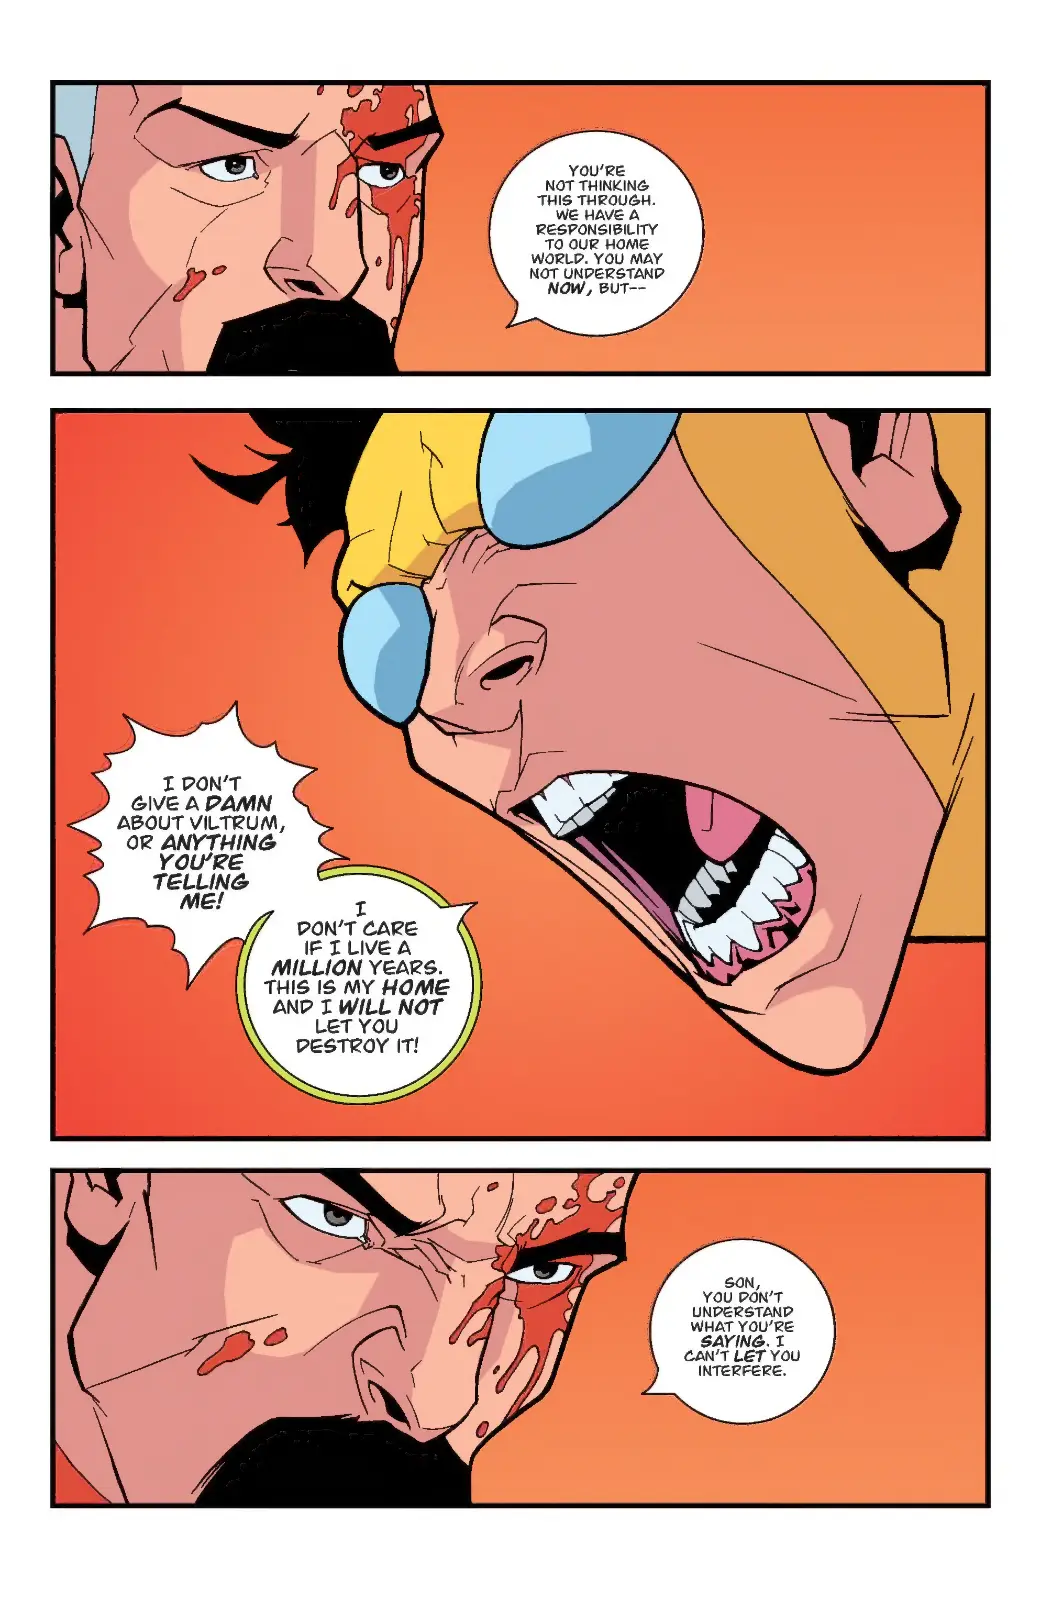 YOU'RE
NOT THINKING
THIS THROUGH.
WE HAVE A
RESPONSIBILITY
TO OUR HOME
WORLD. YOU MAY
NOT UNDERSTAND
NOW, BUT--
I DON'T
GIVE A DAMN
ABOUT VILTRUM,
OR ANYTHING
YOU'RE
TELLING
ME!
I
DON'T CARE
IF I LIVE A
MILLION YEARS.
THIS IS MY HOME
AND I WILL NOT
LET YOU
DESTROY IT!
SON,
YOU DON'T
UNDERSTAND
WHAT YOU'RE
SAYING. I
CAN'T LET YOU
INTERFERE.